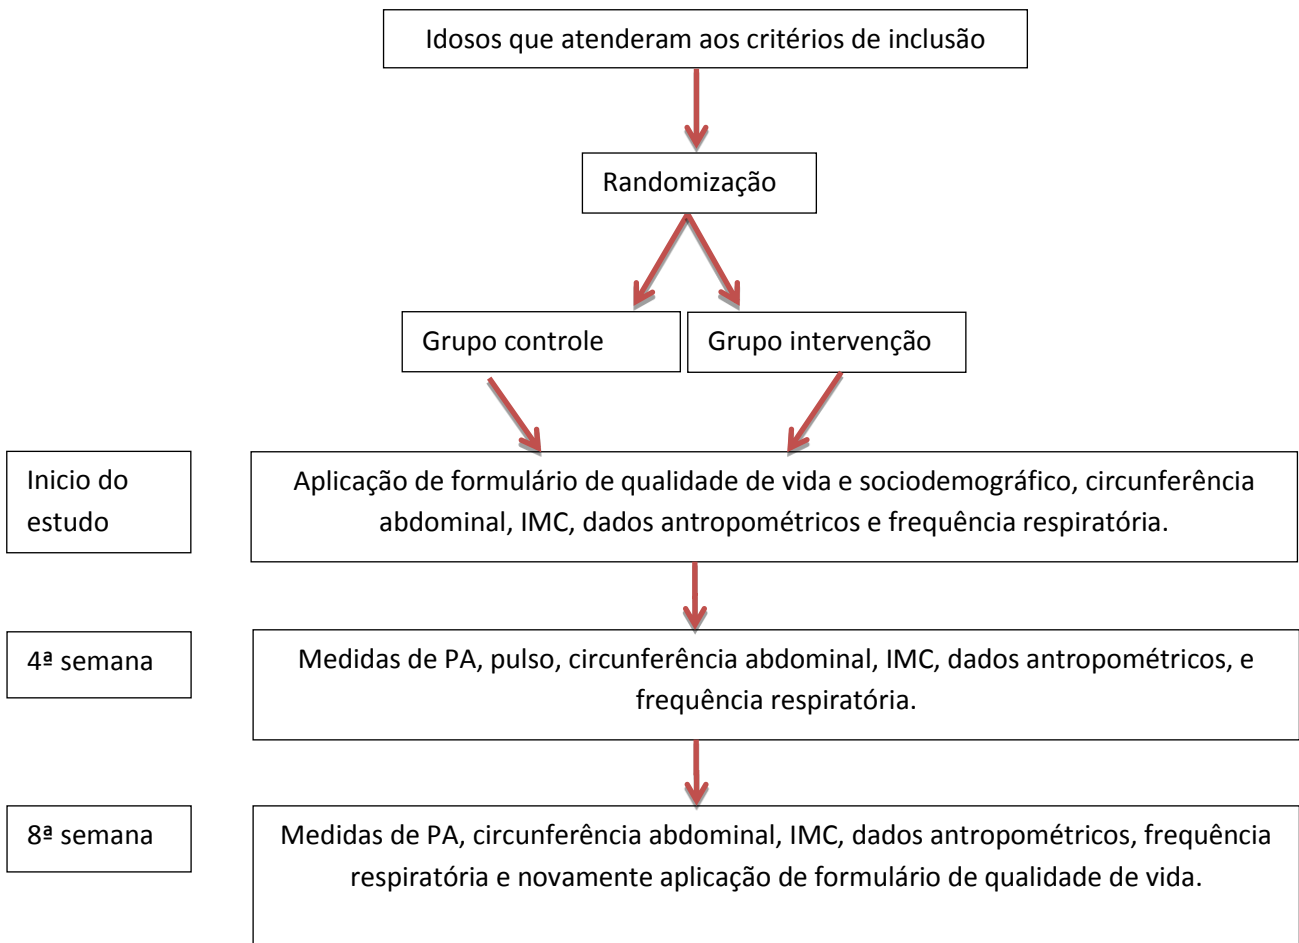 Idosos que atenderam aos critérios de inclusão
Randomização
Grupo controle
Grupo intervenção
Inicio do
estudo
Aplicação de formulário de qualidade de vida e sociodemográfico, circunferência
abdominal, IMC, dados antropométricos e frequência respiratória.
4ª semana
Medidas de PA, pulso, circunferência abdominal, IMC, dados antropométricos, e
frequência respiratória.
8ª semana
Medidas de PA, circunferência abdominal, IMC, dados antropométricos, frequência
respiratória e novamente aplicação de formulário de qualidade de vida.